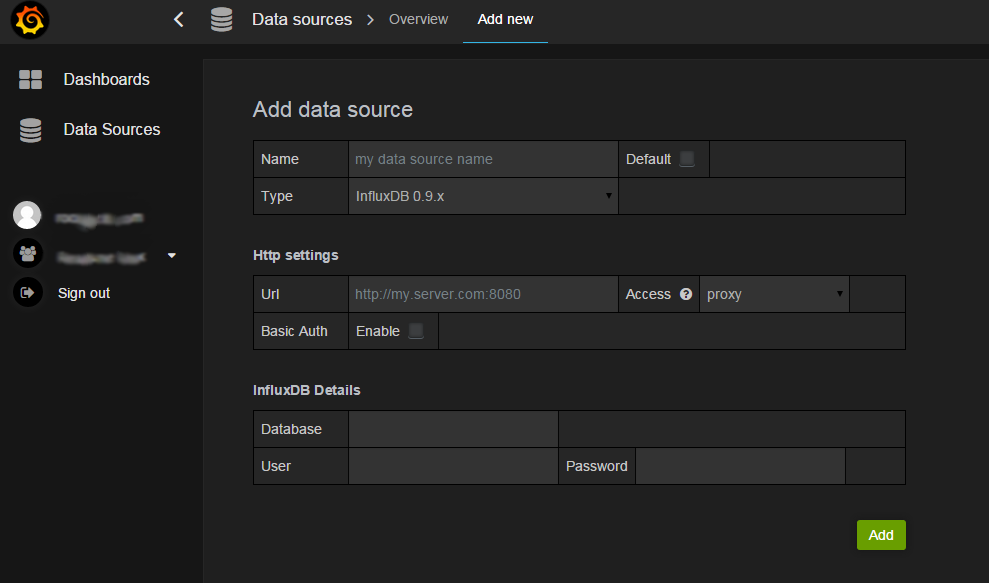 Data sources > Overview Add new
Dashboards
Data Sources
Sign out
Add data source
Name my data source name Default
Type InfluxDB 0.9.x
Http settings
Url http://my.server.com:8080 Access ? proxy
Basic Auth Enable
InfluxDB Details
Database
User Password
Add